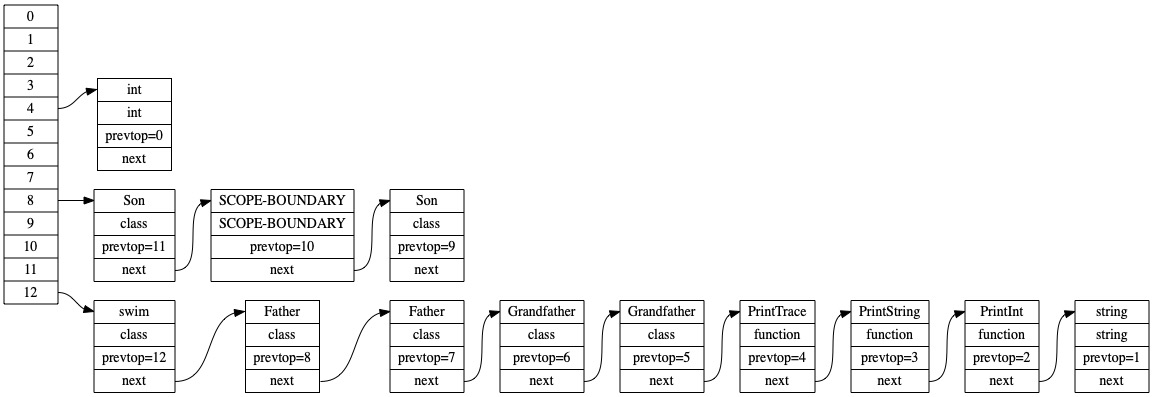 0
1
2
3
4
5
6
7
8
9
10
11
12
int
int
prevtop=0
next
Son
class
prevtop=11
next
SCOPE-BOUNDARY
SCOPE-BOUNDARY
prevtop=10
next
Son
class
prevtop=9
next
swim
class
prevtop=12
next
Father
class
prevtop=8
next
Father
class
prevtop=7
next
Grandfather
class
prevtop=6
next
Grandfather
class
prevtop=5
next
PrintTrace
function
prevtop=4
next
PrintString
function
prevtop=3
next
PrintInt
function
prevtop=2
next
string
string
prevtop=1
next